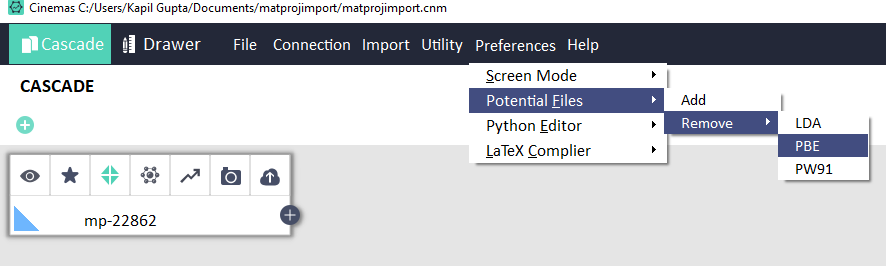 Cinemas C:/Users/Kapil Gupta/Documents/matprojimport/matprojimport.cnm
Cascade Drawer File Connection Import Utility Preferences Help
CASCADE
Screen Mode
Potential Files
Python Editor
LaTeX Complier
Add
Remove
LDA
PBE
PW91
mp-22862